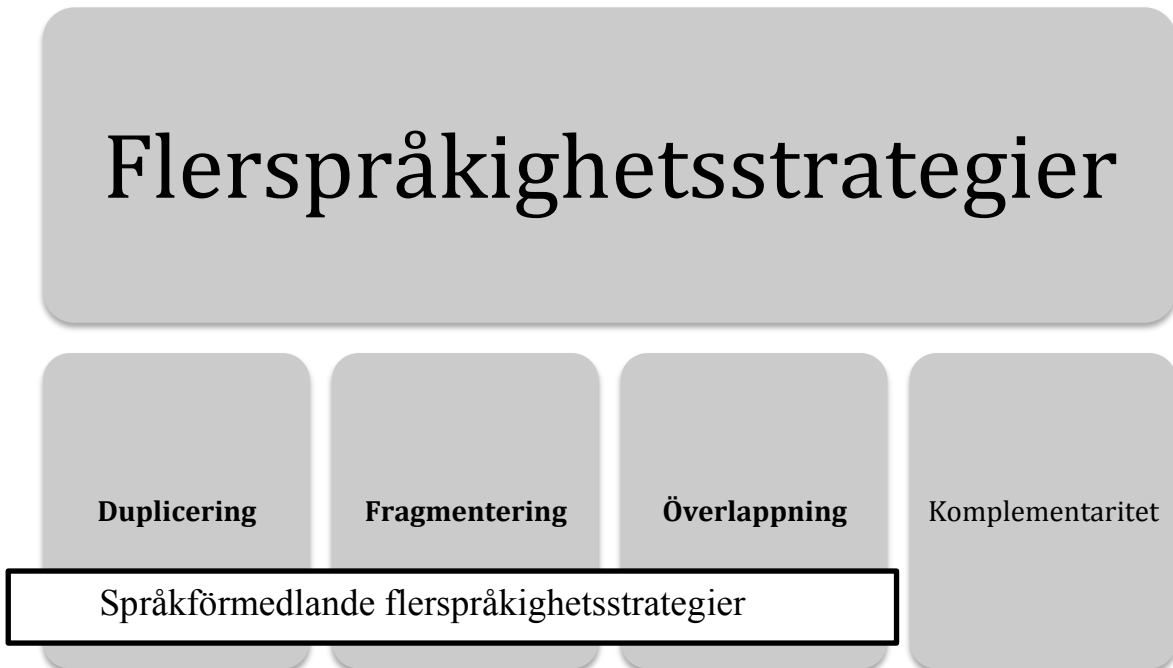 Flerspråkighetsstrategier
Duplicering
Fragmentering
Överlappning
Komplementaritet
Språkförmedlande flerspråkighetsstrategier